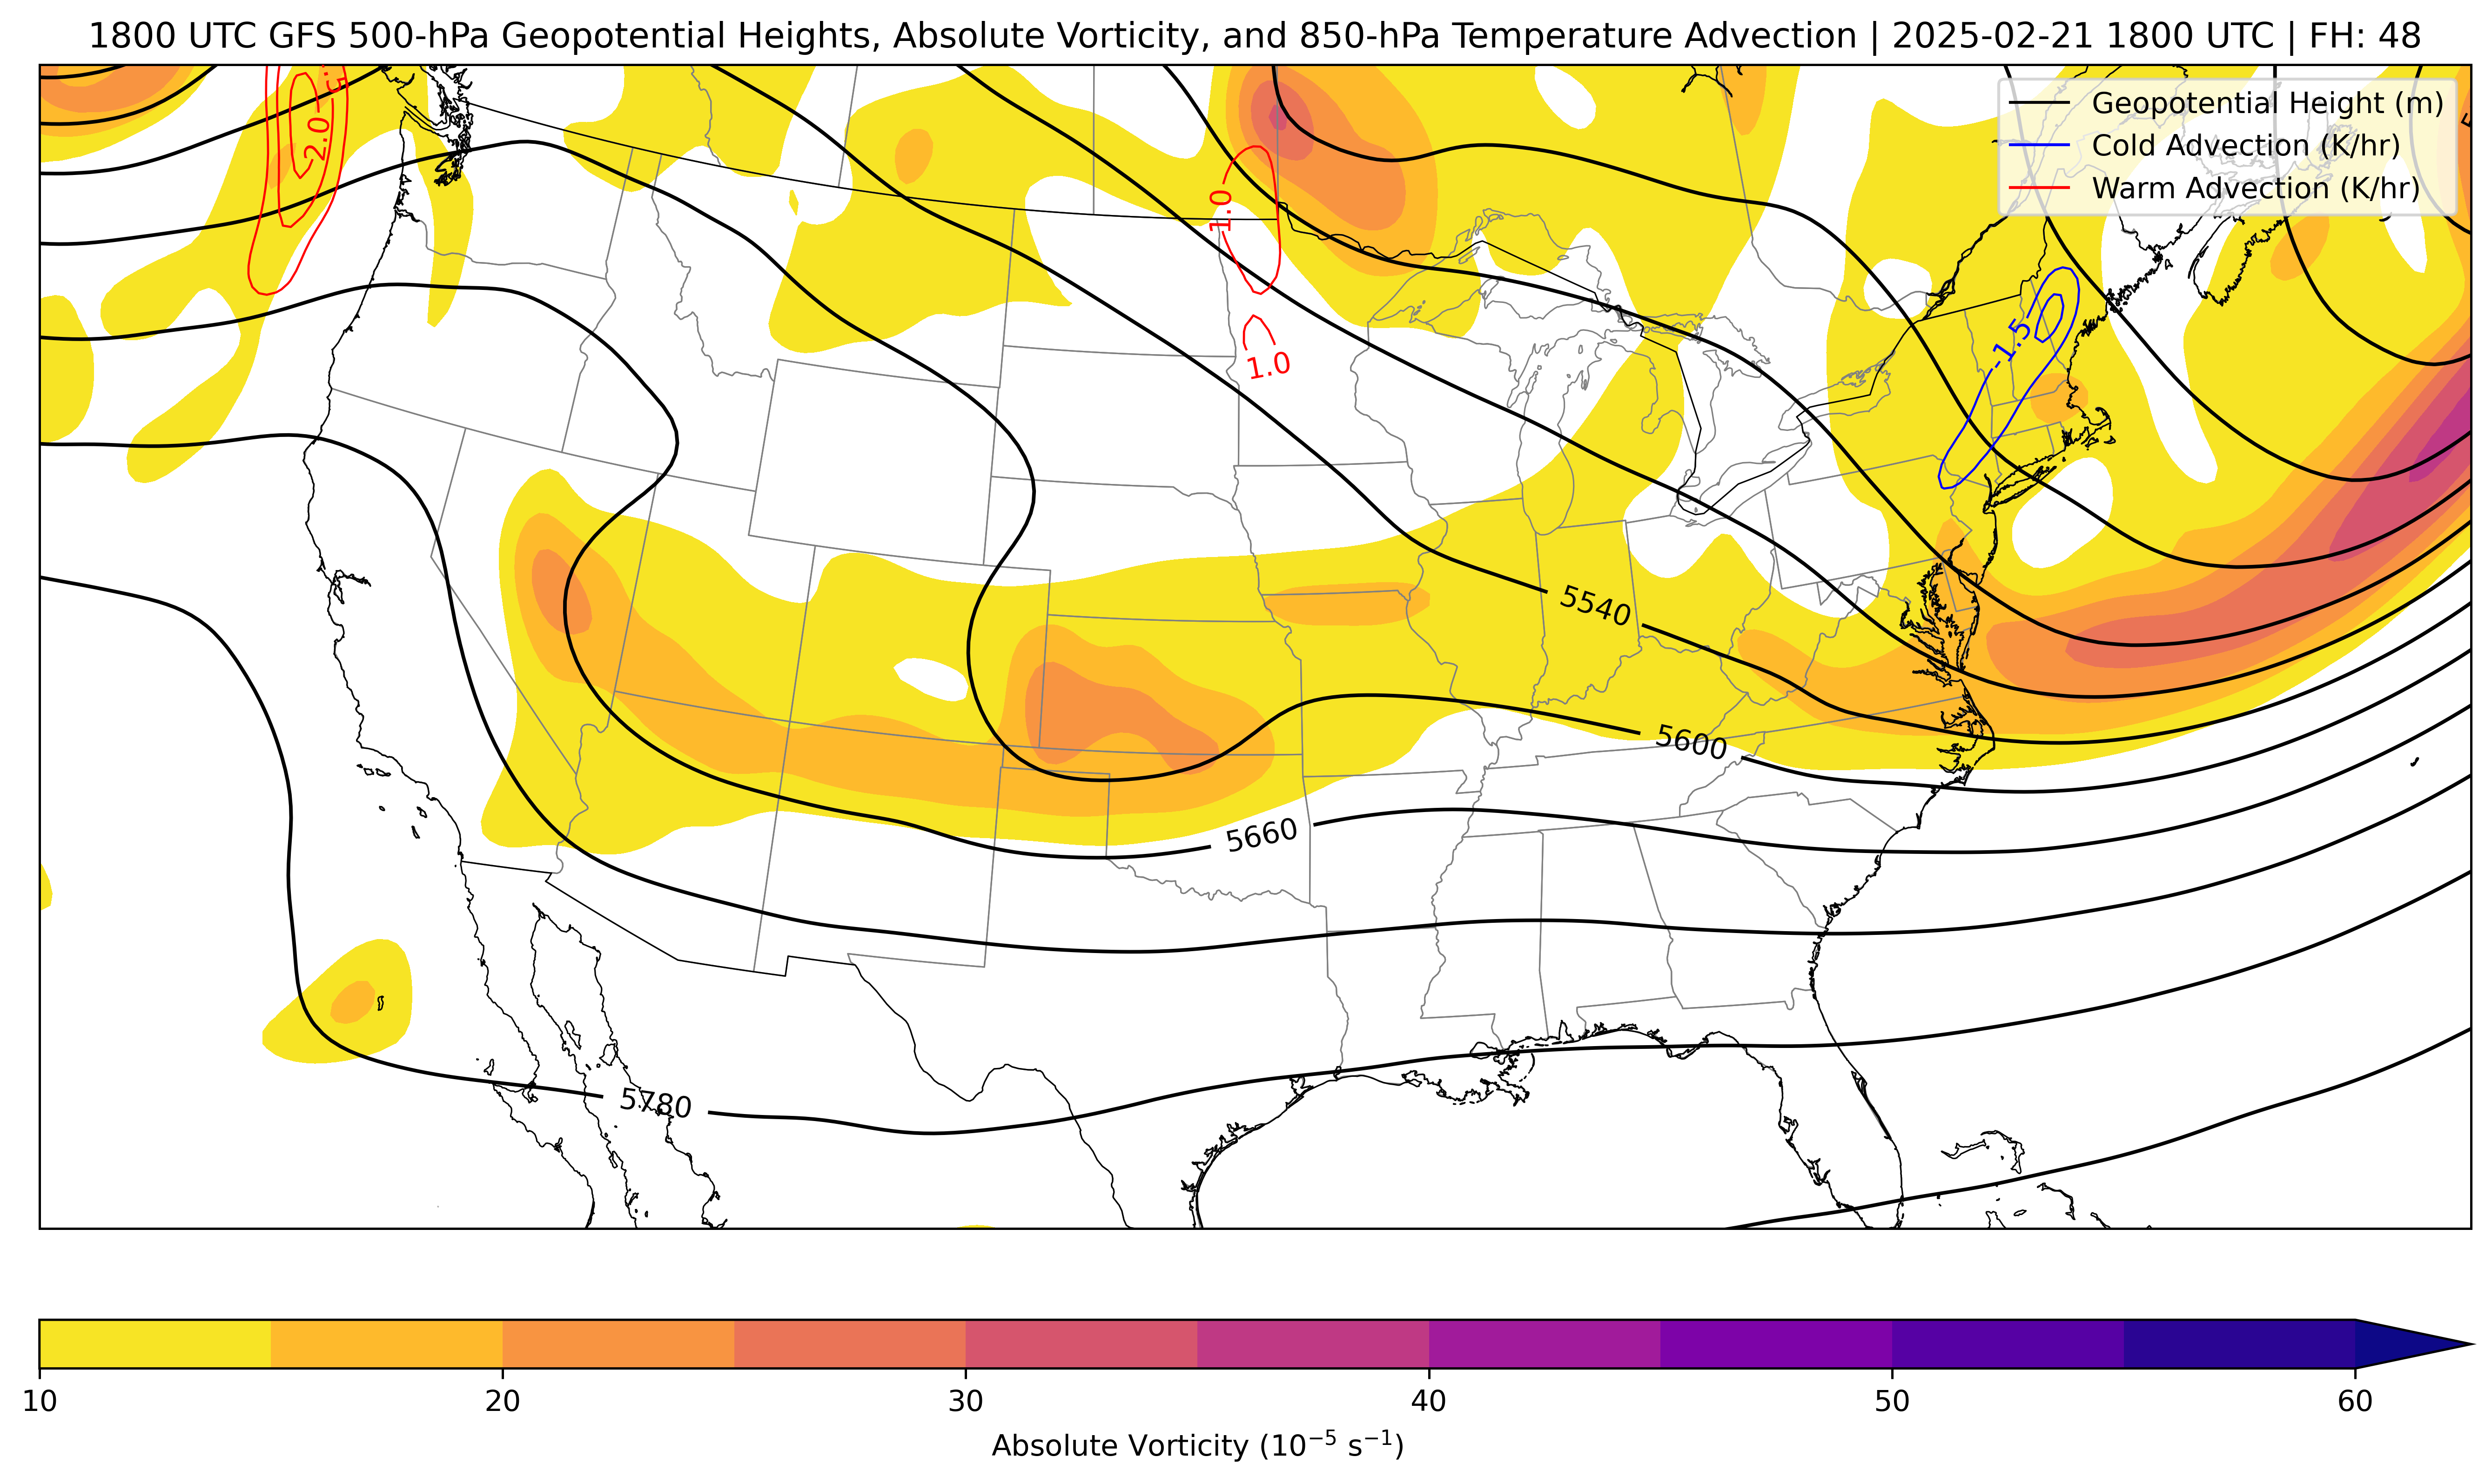 1800 UTC GFS 500-hPa Geopotential Heights, Absolute Vorticity, and 850-hPa Temperature Advection | 2025-02-21 1800 UTC | FH: 48
Geopotential Height (m)
Cold Advection (K/hr)
Warm Advection (K/hr)
2.0
1.0
1.0
-1.5
5540
5600
5660
5780
10 20 30 40 50 60
Absolute Vorticity (10⁻⁵ s⁻¹)